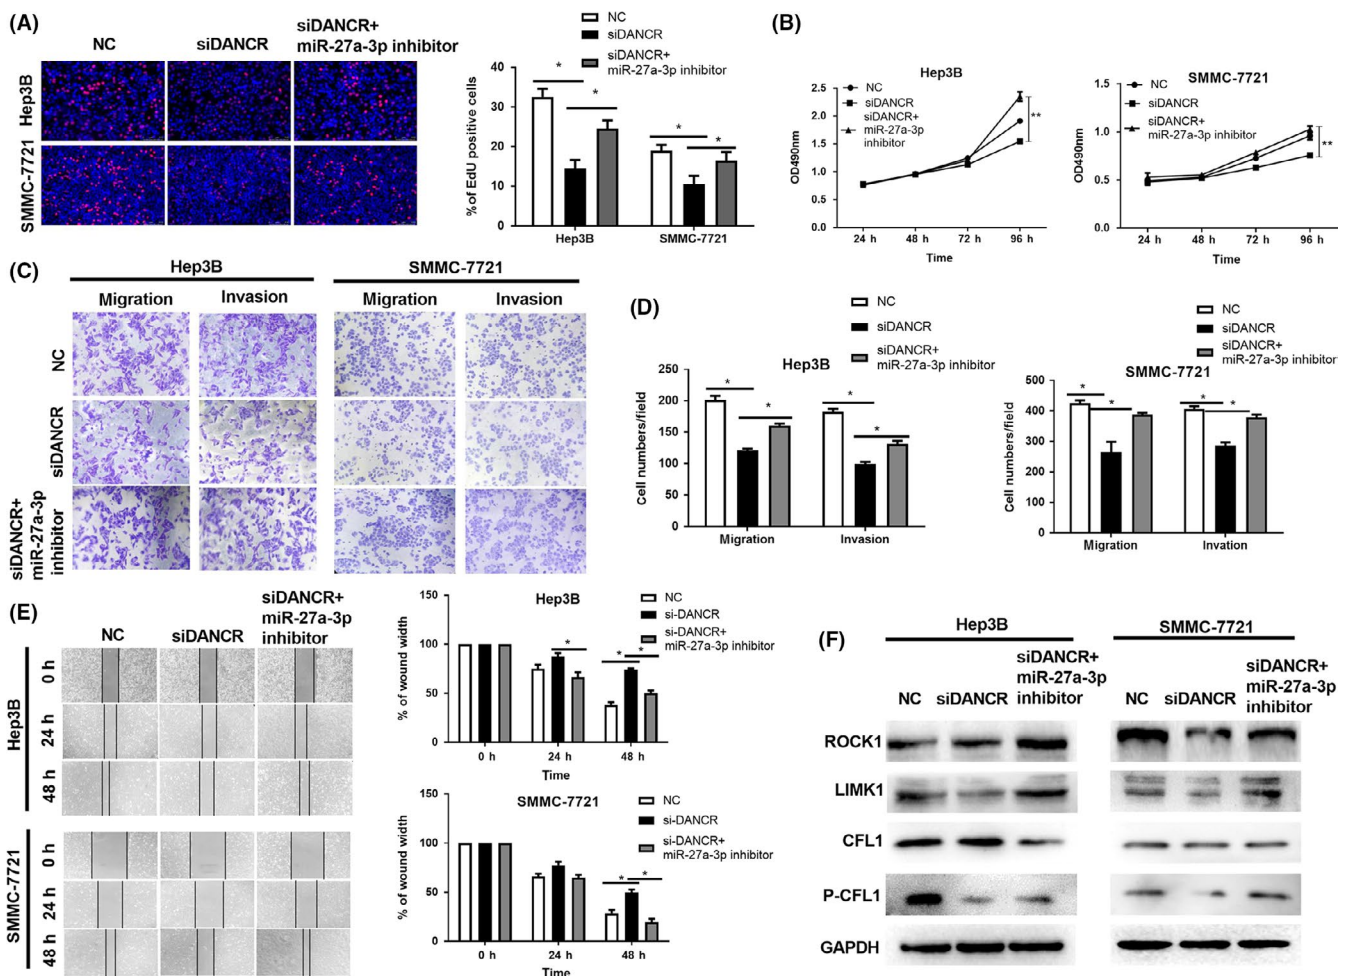 (A)
NC
siDANCR
siDANCR+
miR-27a-3p inhibitor
Hep3B
SMMC-7721
NC
siDANCR
siDANCR+
miR-27a-3p inhibitor
% of EdU positive cells
40
30
20
10
0
*
*
*
*
Hep3B
SMMC-7721
(B)
Hep3B
NC
siDANCR
siDANCR+
miR-27a-3p
inhibitor
OD490nm
2.5
2.0
1.5
1.0
0.5
0.0
**
24 h
48 h
72 h
96 h
Time
SMMC-7721
NC
siDANCR
siDANCR+
miR-27a-3p inhibitor
OD490nm
1.5
1.0
0.5
0.0
**
24 h
48 h
72 h
96 h
Time
(C)
Hep3B
SMMC-7721
Migration
Invasion
Migration
Invasion
NC
siDANCR
siDANCR+
miR-27a-3p
inhibitor
(D)
NC
siDANCR
siDANCR+
miR-27a-3p inhibitor
Hep3B
Cell numbers/field
250
200
150
100
50
0
*
*
*
*
Migration
Invasion
NC
siDANCR
siDANCR+
miR-27a-3p inhibitor
SMMC-7721
Cell numbers/field
500
400
300
200
100
0
*
*
*
*
Migration
Invation
(E)
NC
siDANCR
siDANCR+
miR-27a-3p
inhibitor
Hep3B
0 h
24 h
48 h
SMMC-7721
0 h
24 h
48 h
Hep3B
NC
si-DANCR
si-DANCR+
miR-27a-3p inhibitor
% of wound width
150
100
50
0
*
*
*
0 h
24 h
48 h
Time
SMMC-7721
NC
si-DANCR
si-DANCR+
miR-27a-3p inhibitor
% of wound width
150
100
50
0
*
*
0 h
24 h
48 h
Time
(F)
Hep3B
SMMC-7721
NC
siDANCR
siDANCR+
miR-27a-3p
inhibitor
NC
siDANCR
siDANCR+
miR-27a-3p
inhibitor
ROCK1
LIMK1
CFL1
P-CFL1
GAPDH